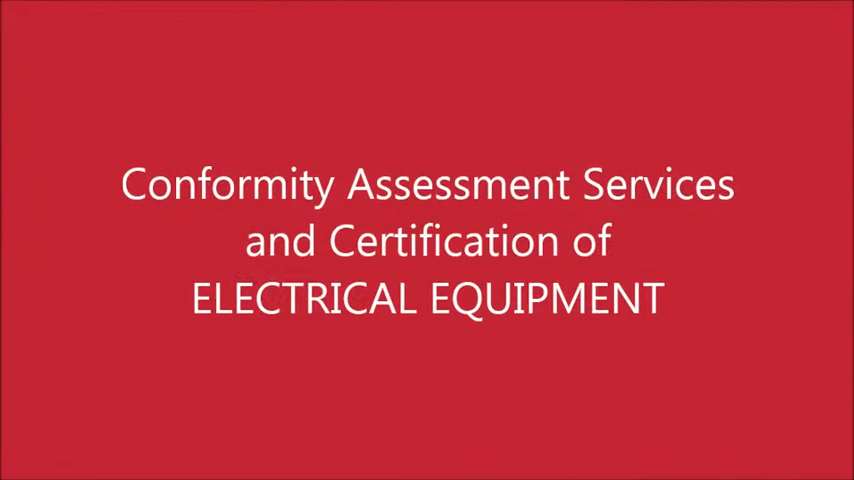 Conformity Assessment Services
and Certification of
ELECTRICAL EQUIPMENT